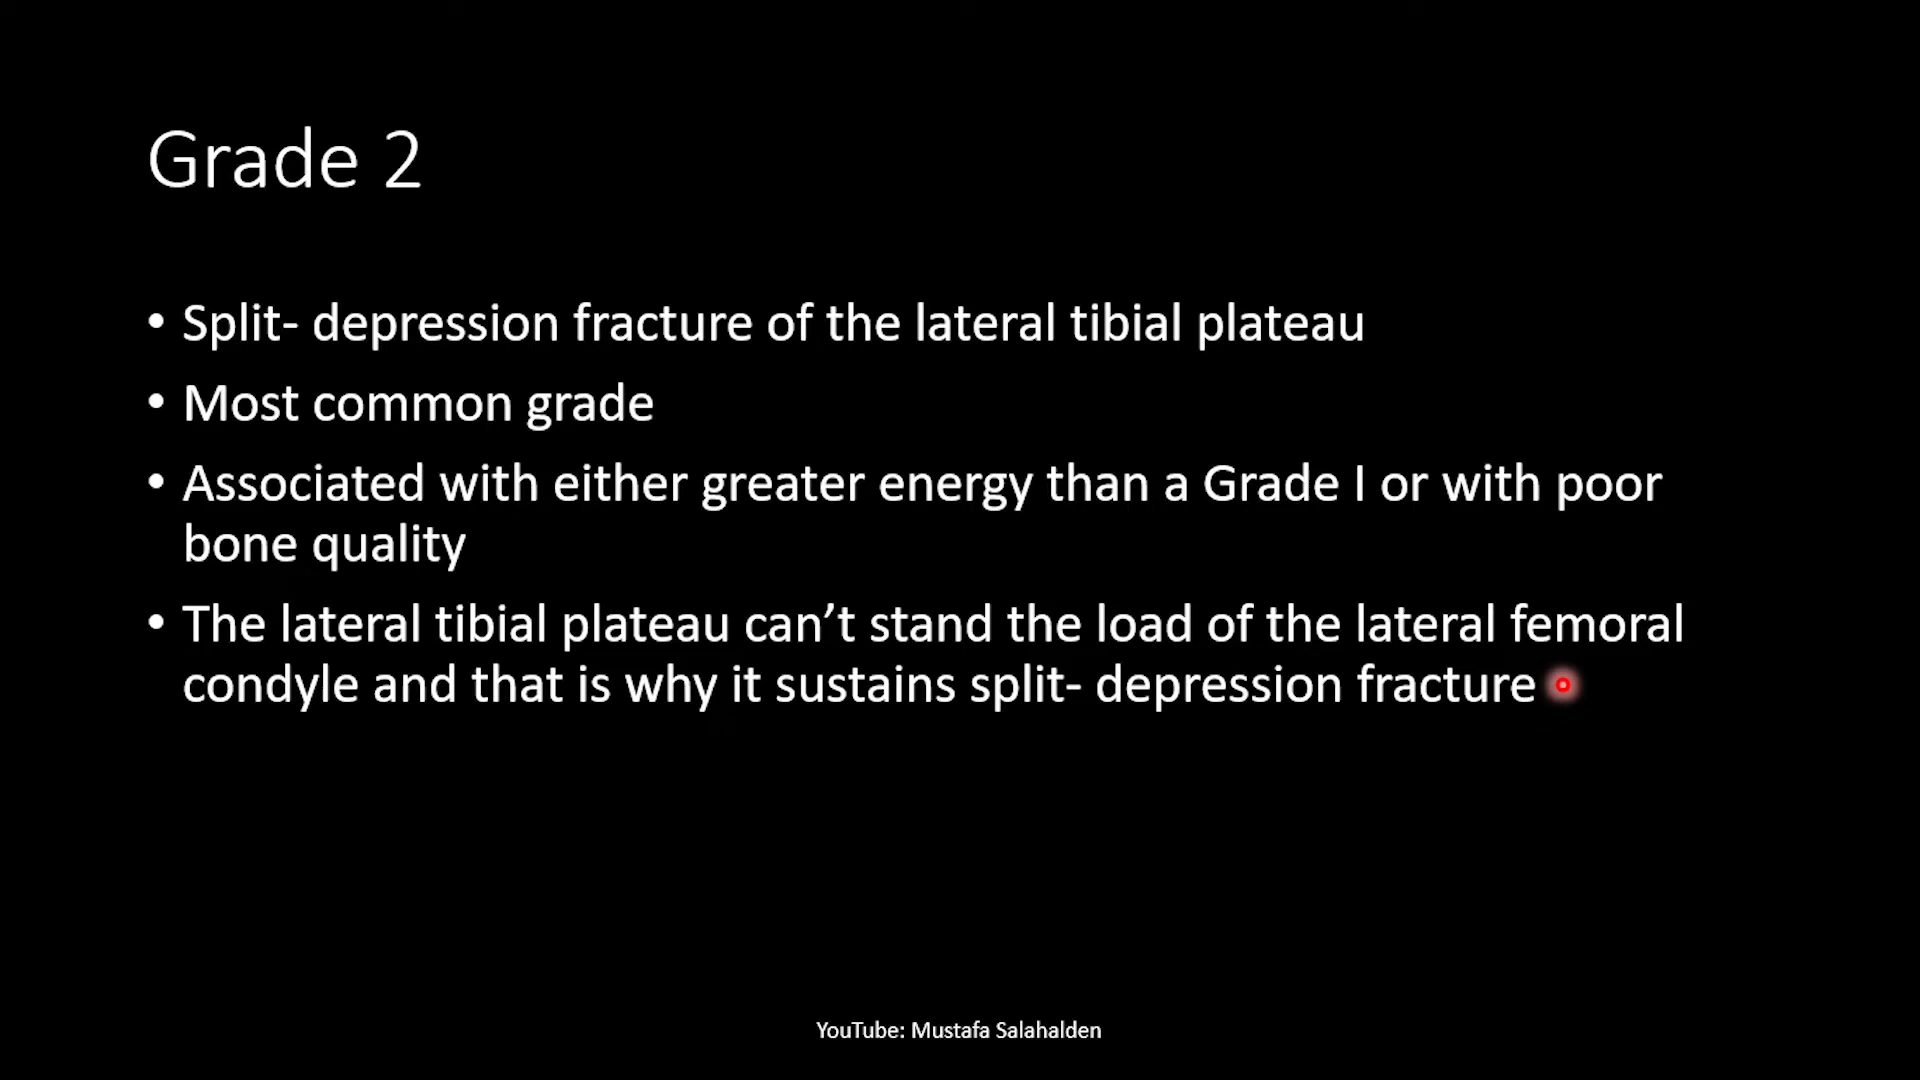 Grade 2
• Split- depression fracture of the lateral tibial plateau
• Most common grade
• Associated with either greater energy than a Grade I or with poor
bone quality
• The lateral tibial plateau can’t stand the load of the lateral femoral
condyle and that is why it sustains split- depression fracture
YouTube: Mustafa Salahalden